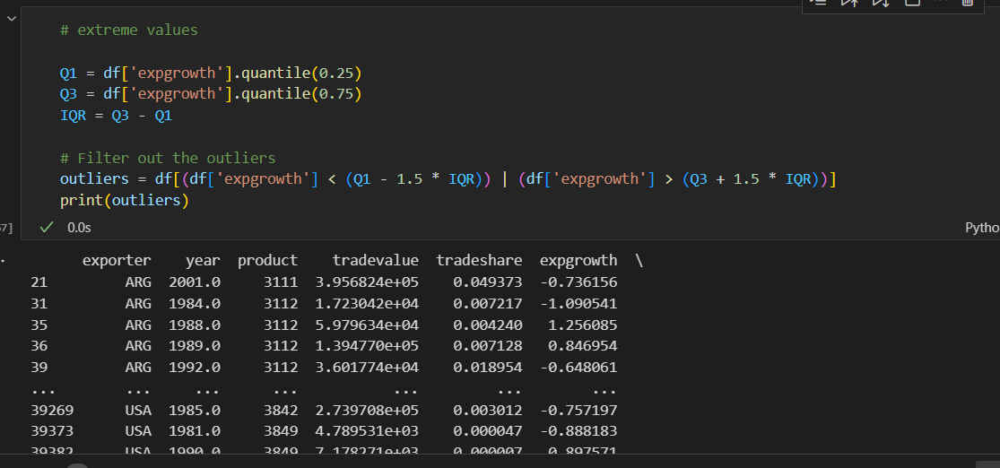 # extreme values
Q1 = df['expgrowth'].quantile(0.25)
Q3 = df['expgrowth'].quantile(0.75)
IQR = Q3 - Q1
# Filter out the outliers
outliers = df[(df['expgrowth'] < (Q1 - 1.5 * IQR)) | (df['expgrowth'] > (Q3 + 1.5 * IQR))]
print(outliers)
7] ✓ 0.0s Pytho
exporter year product tradevalue tradeshare expgrowth \
21 ARG 2001.0 3111 3.956824e+05 0.049373 -0.736156
31 ARG 1984.0 3112 1.723042e+04 0.007217 -1.090541
35 ARG 1988.0 3112 5.979634e+04 0.004240 1.256085
36 ARG 1989.0 3112 1.394770e+05 0.007128 0.846954
39 ARG 1992.0 3112 3.601774e+04 0.018954 -0.648061
... ... ... ... ... ... ...
39269 USA 1985.0 3842 2.739708e+05 0.003012 -0.757197
39373 USA 1981.0 3849 4.789531e+03 0.000047 -0.888183
39382 USA 1990.0 3849 7.178271e+03 0.000007 0.897571